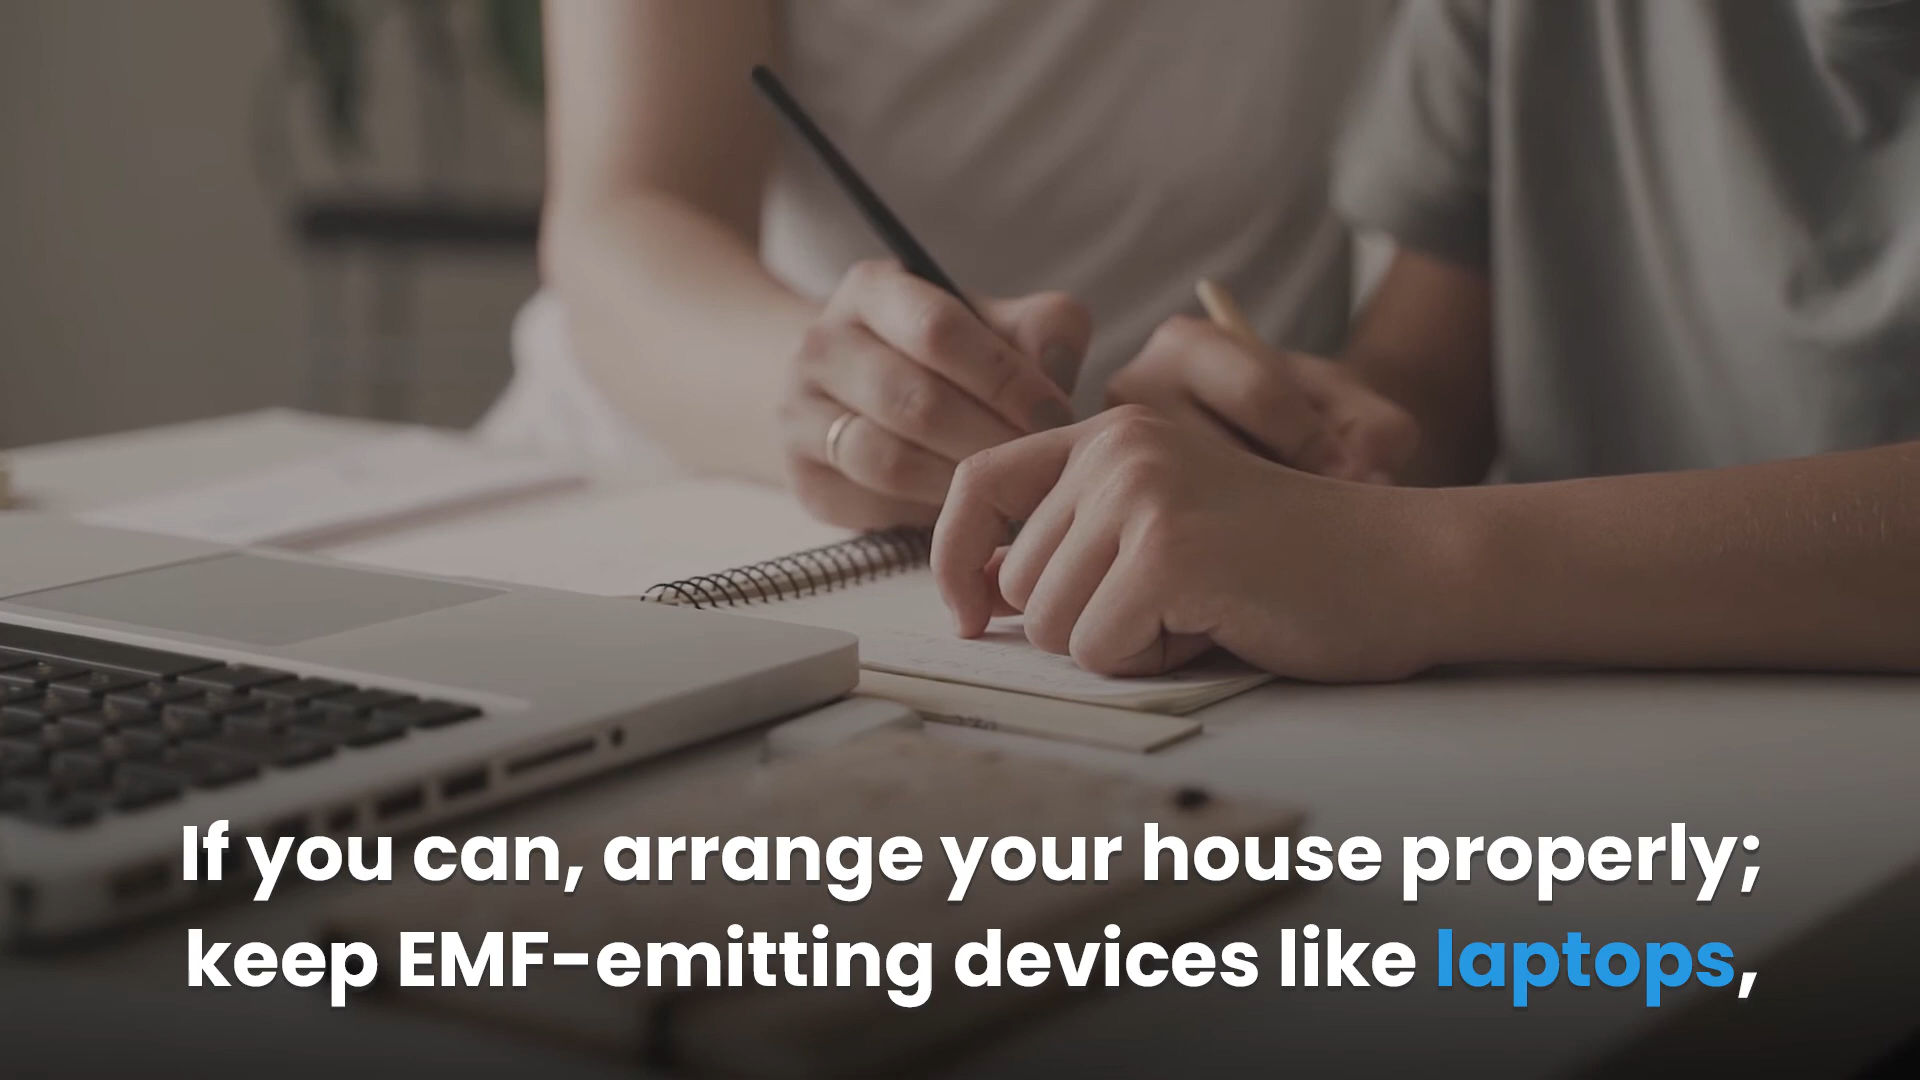 If you can, arrange your house properly;
keep EMF-emitting devices like laptops,